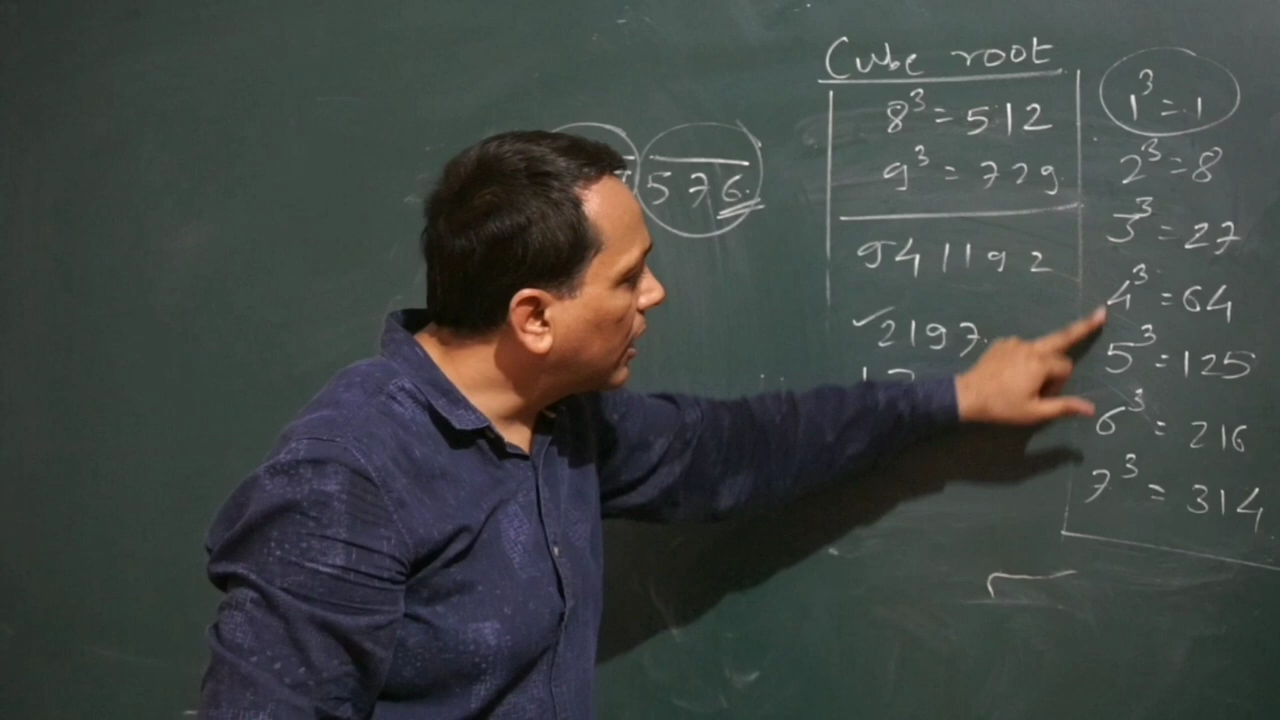 576.
Cube root
8³ = 512
9³ = 729
941192
✓2197.
1³ = 1
2³ = 8
3³ = 27
4³ = 64
5³ = 125
6³ = 216
7³ = 314